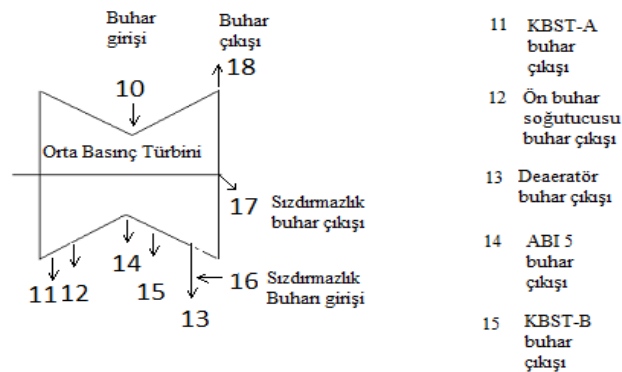 Buhar
girişi
Buhar
çıkışı
18
10
Orta Basınç Türbini
17 Sızdırmazlık
buhar çıkışı
14
15
16 Sızdırmazlık
Buharı girişi
11 12
13
11 KBST-A
buhar
çıkışı
12 Ön buhar
soğutucusu
buhar çıkışı
13 Deaeratör
buhar çıkışı
14 ABI 5
buhar
çıkışı
15 KBST-B
buhar
çıkışı